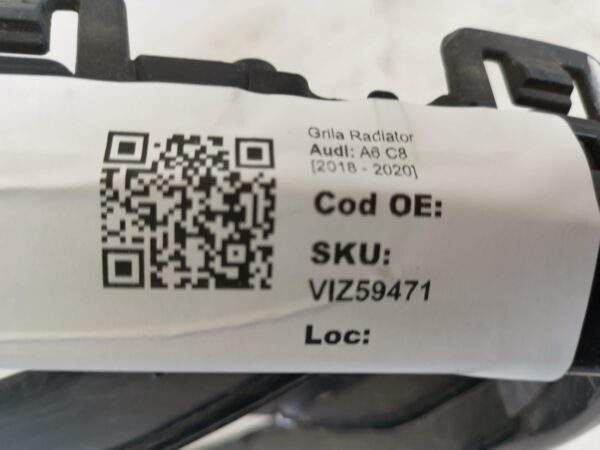 Grila Radiator
Audi: A6 C8
[2018 - 2020]
Cod OE:
SKU:
VIZ59471
Loc: